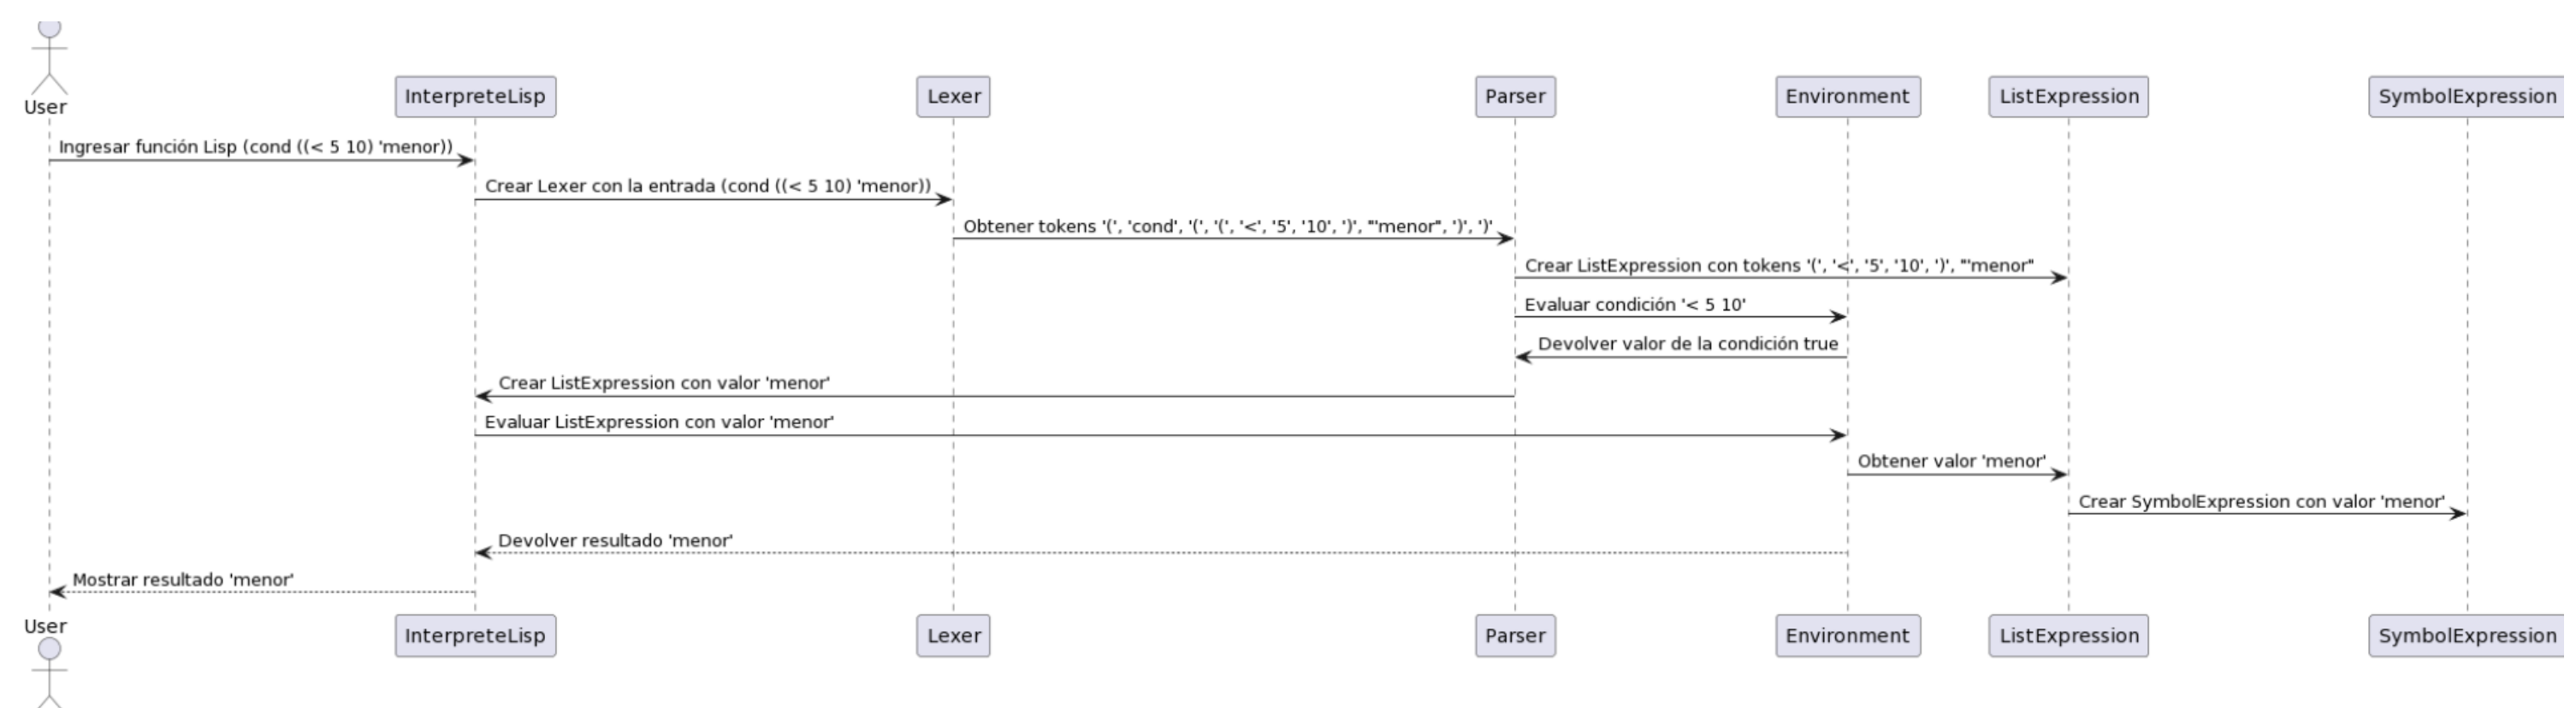 User
InterpreteLisp
Lexer
Parser
Environment
ListExpression
SymbolExpression
Ingresar función Lisp (cond ((< 5 10) 'menor))
Crear Lexer con la entrada (cond ((< 5 10) 'menor))
Obtener tokens '(', 'cond', '(', '(', '<', '5', '10', ')', "'menor", ')', ')'
Crear ListExpression con tokens '(', '<', '5', '10', ')', "'menor"
Evaluar condición '< 5 10'
Devolver valor de la condición true
Crear ListExpression con valor 'menor'
Evaluar ListExpression con valor 'menor'
Obtener valor 'menor'
Crear SymbolExpression con valor 'menor'
Devolver resultado 'menor'
Mostrar resultado 'menor'
User
InterpreteLisp
Lexer
Parser
Environment
ListExpression
SymbolExpression